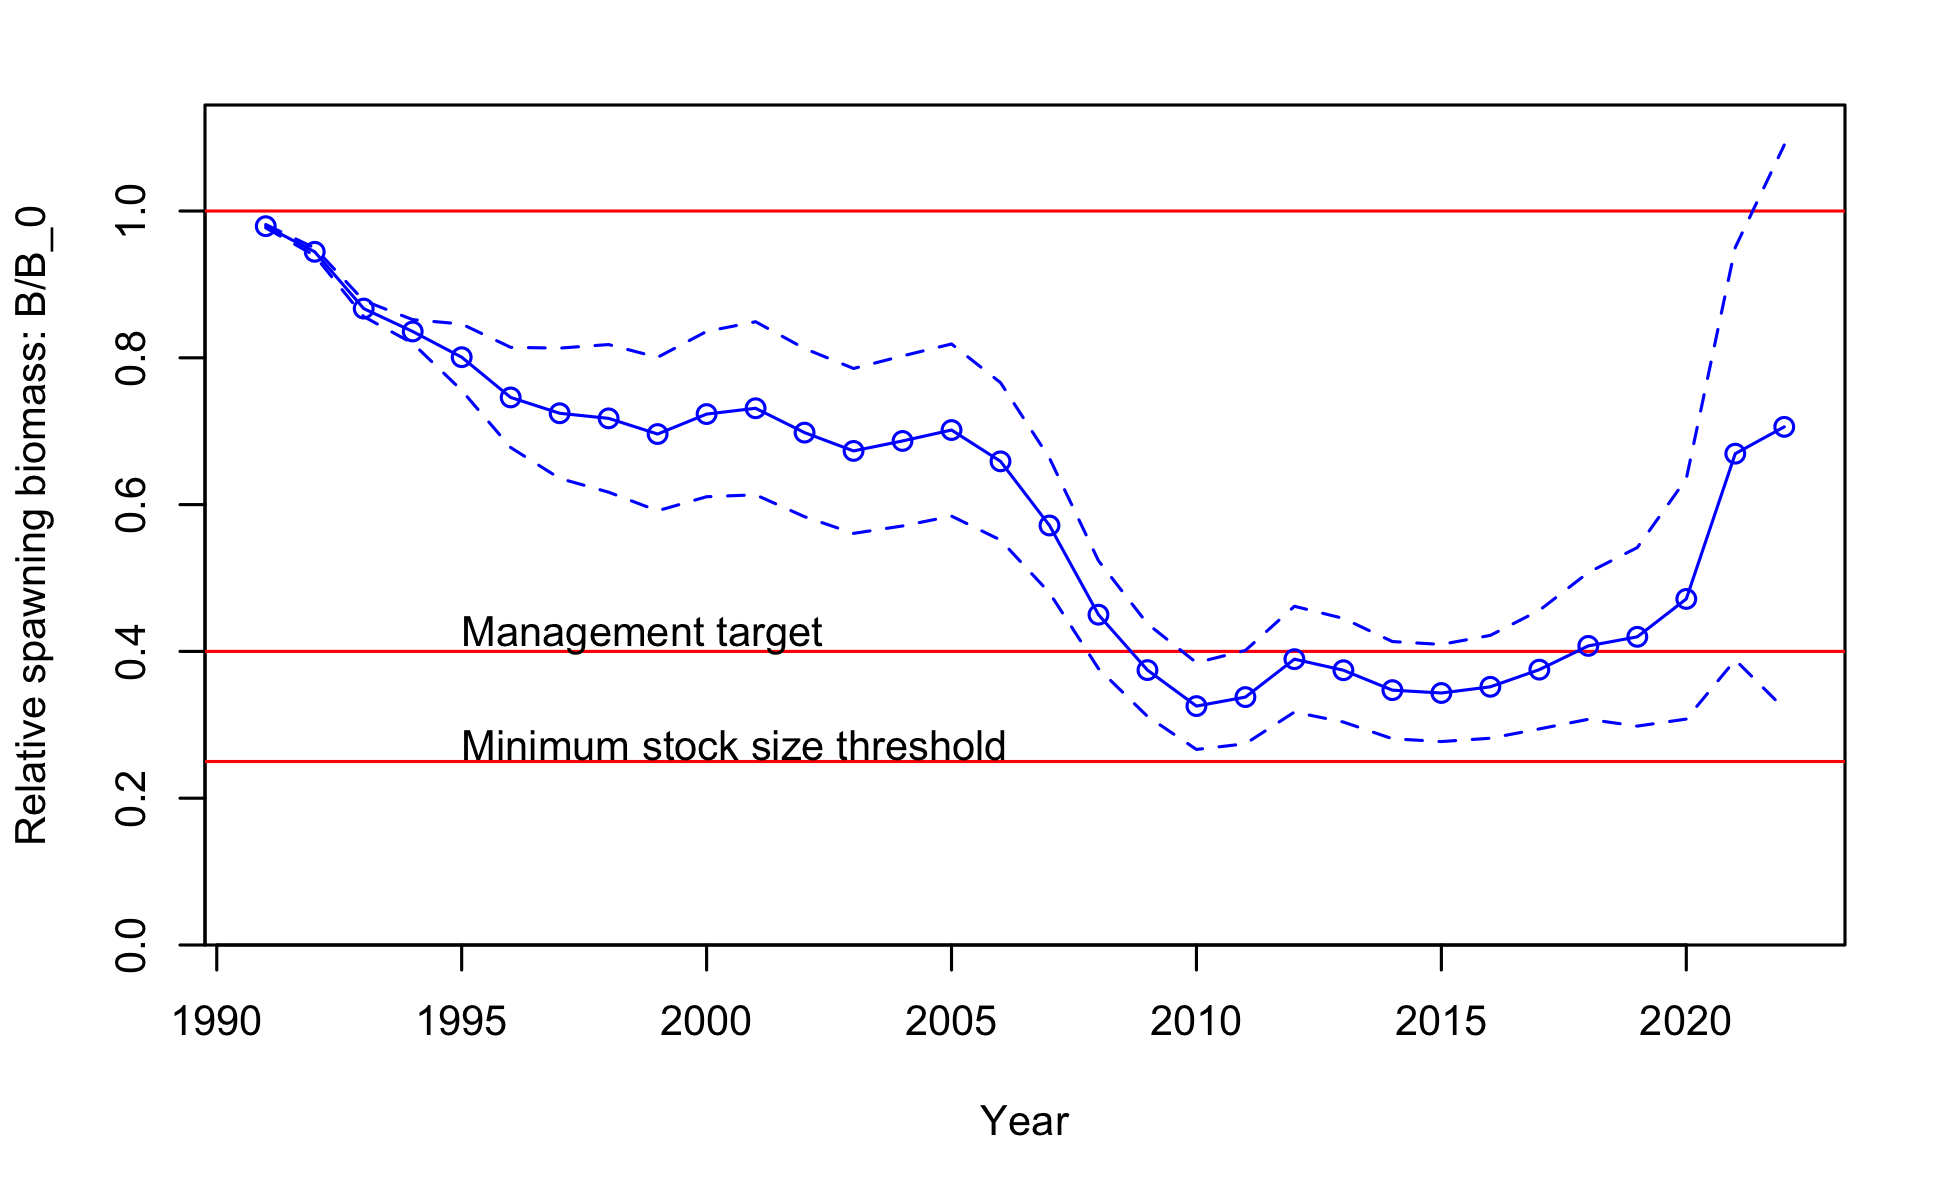 Relative spawning biomass: B/B_0
1.0
0.8
0.6
0.4
0.2
0.0
Management target
Minimum stock size threshold
1990 1995 2000 2005 2010 2015 2020
Year